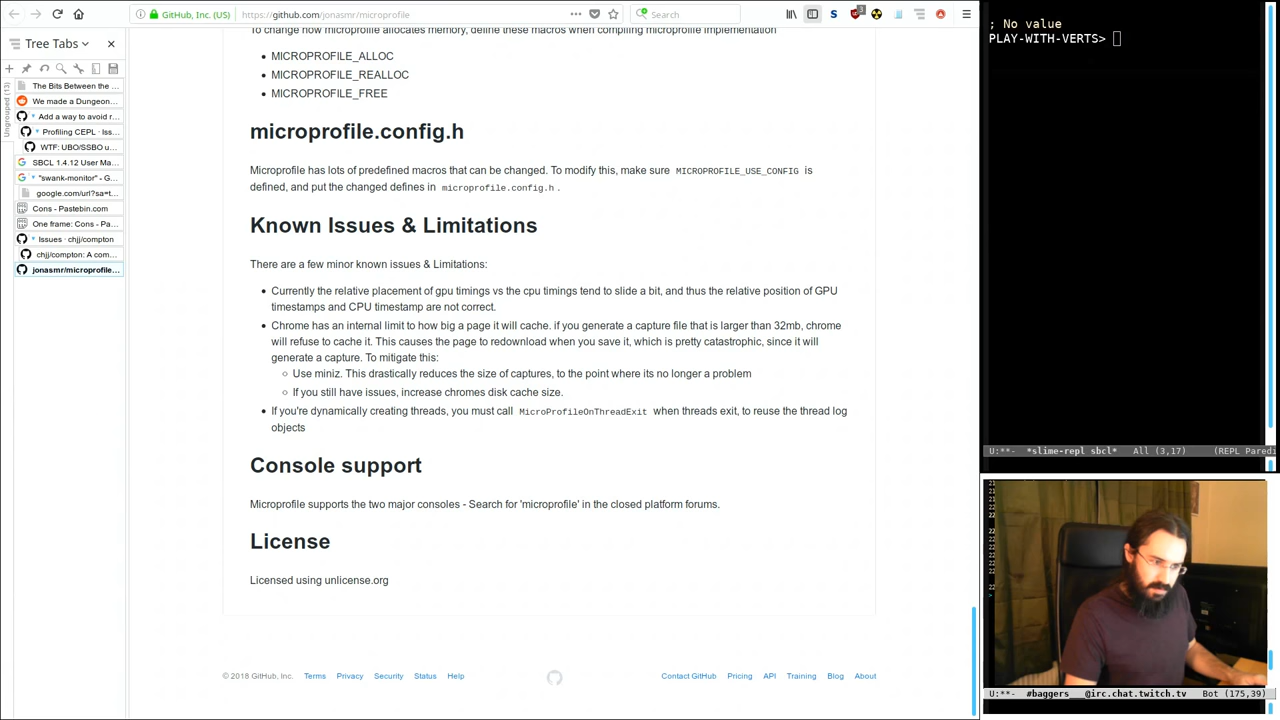 GitHub, Inc. (US)
https://github.com/jonasmr/microprofile
Search
Tree Tabs
Ungrouped (13)
The Bits Between the ...
We made a Dungeon...
Add a way to avoid r...
Profiling CEPL · Iss...
WTF: UBO/SSBO u...
SBCL 1.4.12 User Ma...
"swank-monitor" - G...
google.com/url?sa=t...
Cons - Pastebin.com
One frame: Cons - Pa...
Issues · chjj/compton
chjj/compton: A com...
jonasmr/microprofile...
To change how microprofile allocates memory, define these macros when compiling microprofile implementation
MICROPROFILE_ALLOC
MICROPROFILE_REALLOC
MICROPROFILE_FREE
microprofile.config.h
Microprofile has lots of predefined macros that can be changed. To modify this, make sure MICROPROFILE_USE_CONFIG is
defined, and put the changed defines in microprofile.config.h .
Known Issues & Limitations
There are a few minor known issues & Limitations:
Currently the relative placement of gpu timings vs the cpu timings tend to slide a bit, and thus the relative position of GPU
timestamps and CPU timestamp are not correct.
Chrome has an internal limit to how big a page it will cache. if you generate a capture file that is larger than 32mb, chrome
will refuse to cache it. This causes the page to redownload when you save it, which is pretty catastrophic, since it will
generate a capture. To mitigate this:
Use miniz. This drastically reduces the size of captures, to the point where its no longer a problem
If you still have issues, increase chromes disk cache size.
If you're dynamically creating threads, you must call MicroProfileOnThreadExit when threads exit, to reuse the thread log
objects
Console support
Microprofile supports the two major consoles - Search for 'microprofile' in the closed platform forums.
License
Licensed using unlicense.org
© 2018 GitHub, Inc. Terms Privacy Security Status Help
Contact GitHub Pricing API Training Blog About
; No value
PLAY-WITH-VERTS>
U:**- *slime-repl sbcl* All (3,17) (REPL Paredi
U:**- #baggers___@irc.chat.twitch.tv Bot (175,39)